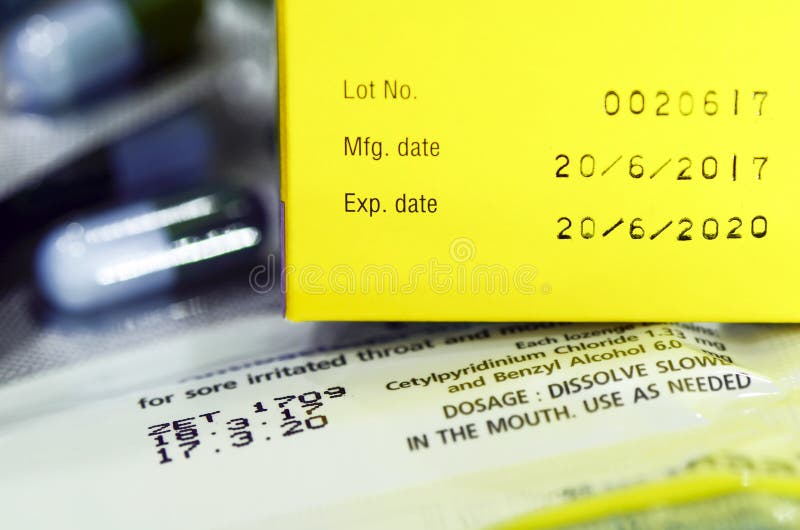 Lot No. 0020617
Mfg. date 20/6/2017
Exp. date 20/6/2020
dreamstime
for sore irritated throat and
Each lozenge
Cetylpyridinium Chloride 1.33 mg
and Benzyl Alcohol 6.0
DOSAGE : DISSOLVE SLOWLY
IN THE MOUTH. USE AS NEEDED
ZET 1709
18.3.17
17.3.20